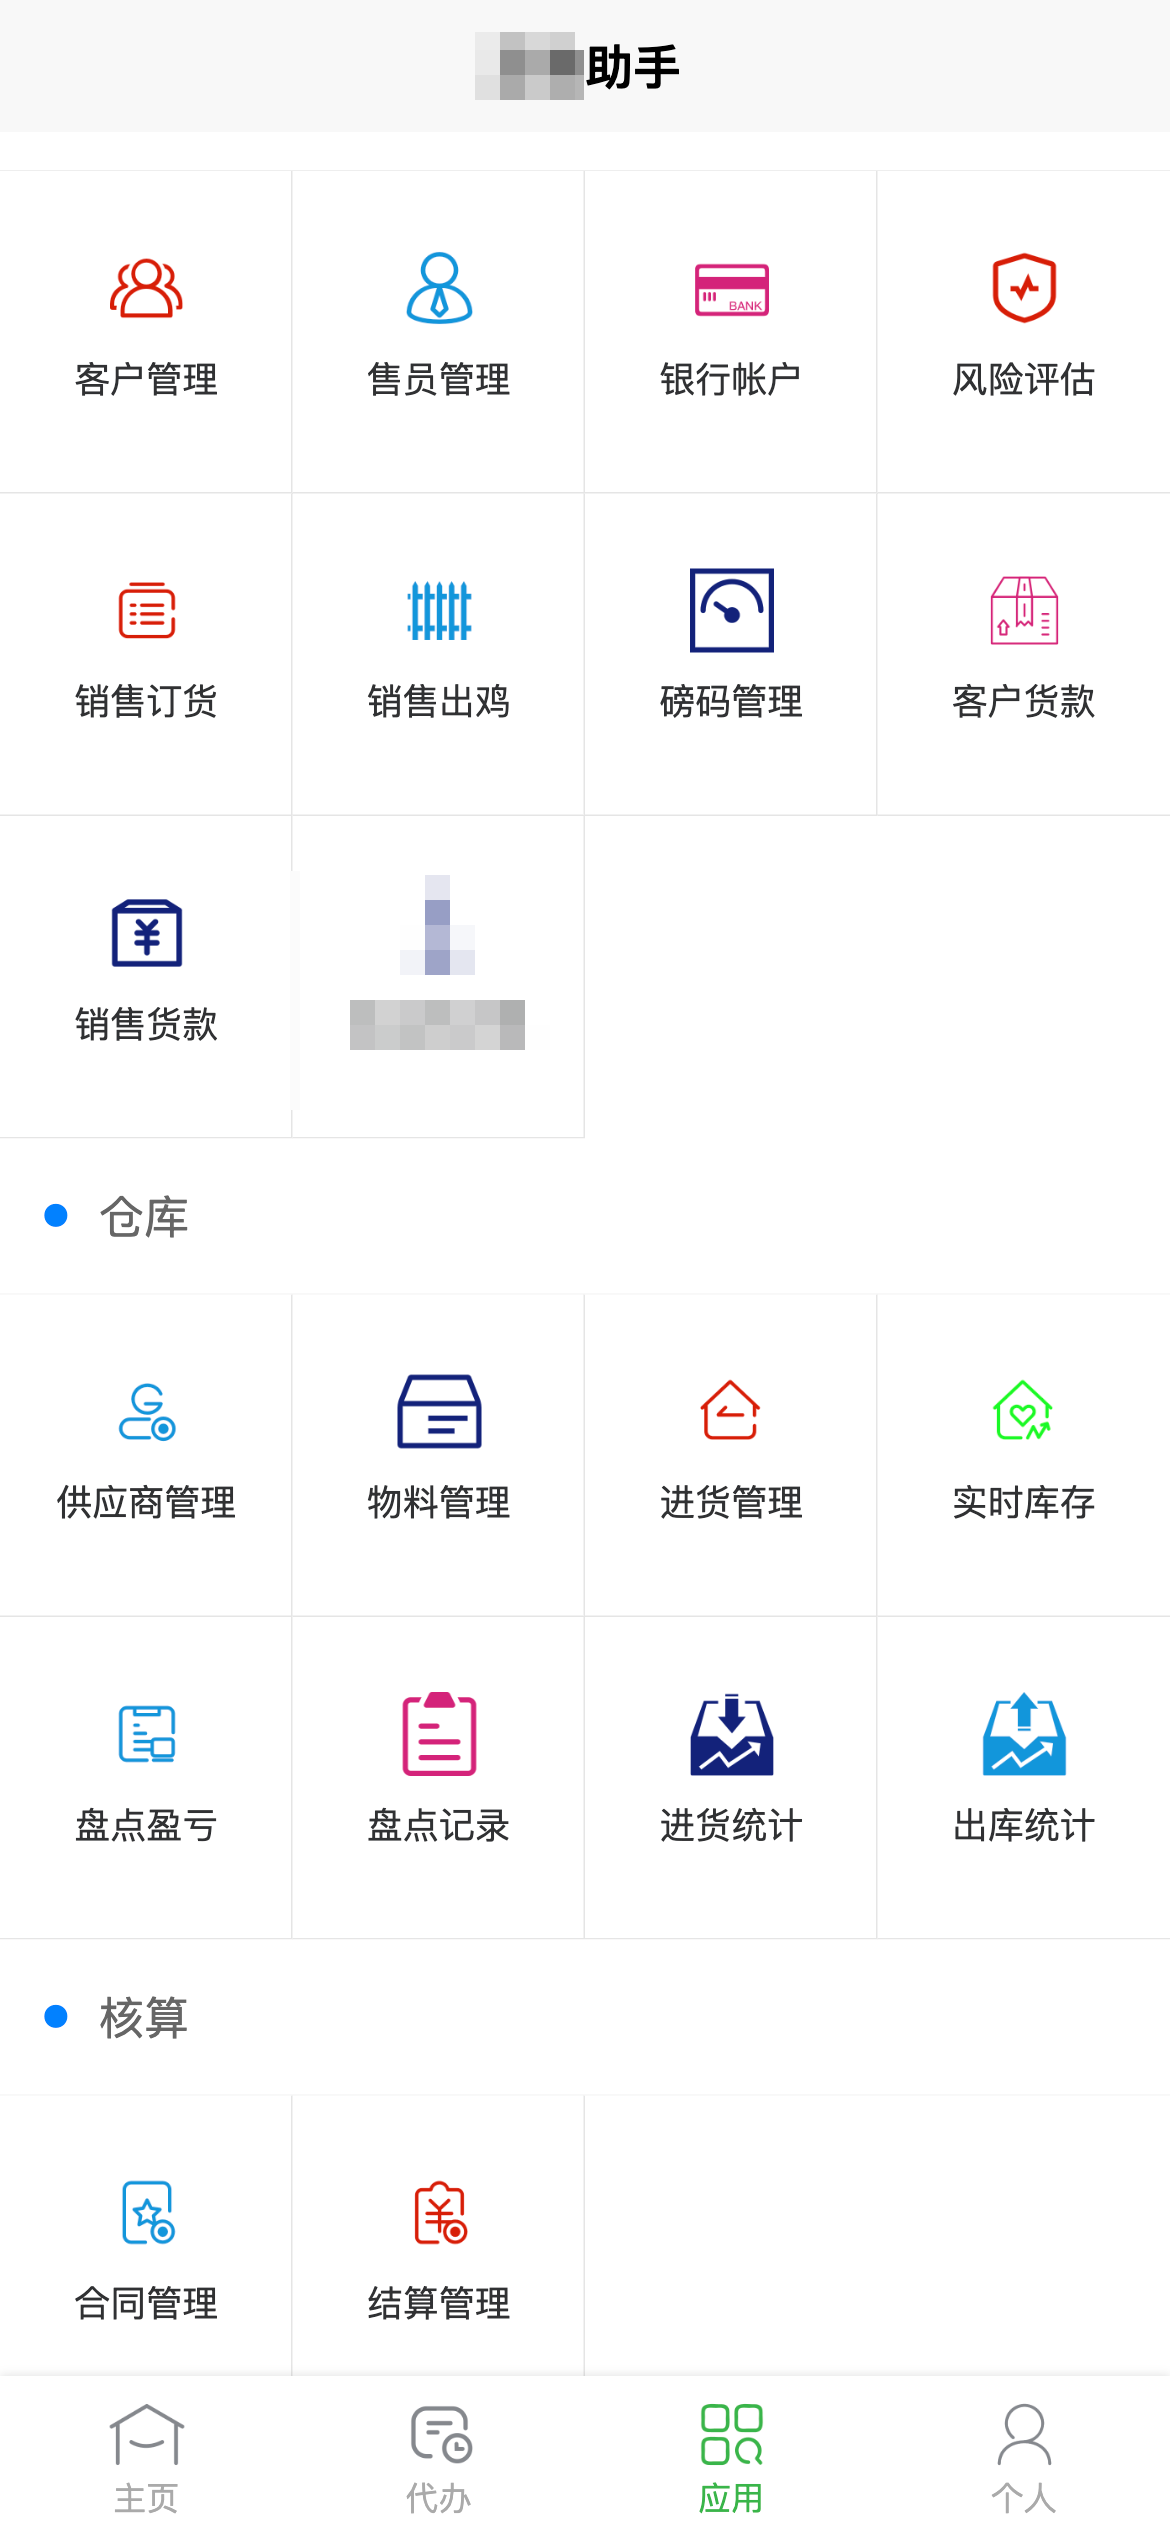 助手
客户管理
售员管理
BANK
银行帐户
风险评估
销售订货
销售出鸡
磅码管理
客户货款
销售货款
仓库
供应商管理
物料管理
进货管理
实时库存
盘点盈亏
盘点记录
进货统计
出库统计
核算
合同管理
结算管理
主页
代办
应用
个人